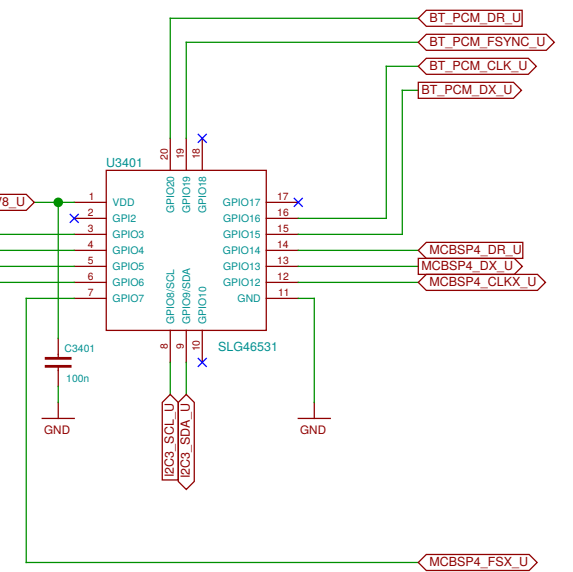 BT_PCM_DR_U
BT_PCM_FSYNC_U
BT_PCM_CLK_U
BT_PCM_DX_U
U3401
20
19
18
GPIO20
GPIO19
GPIO18
V8_U
1 VDD
2 GPI2
3 GPIO3
4 GPIO4
5 GPIO5
6 GPIO6
7 GPIO7
GPIO17 17
GPIO16 16
GPIO15 15
GPIO14 14
GPIO13 13
GPIO12 12
GND 11
MCBSP4_DR_U
MCBSP4_DX_U
MCBSP4_CLKX_U
GPIO8/SCL
GPIO9/SDA
GPIO10
8
9
10
SLG46531
C3401
100n
GND
I2C3_SCL_U
I2C3_SDA_U
GND
MCBSP4_FSX_U